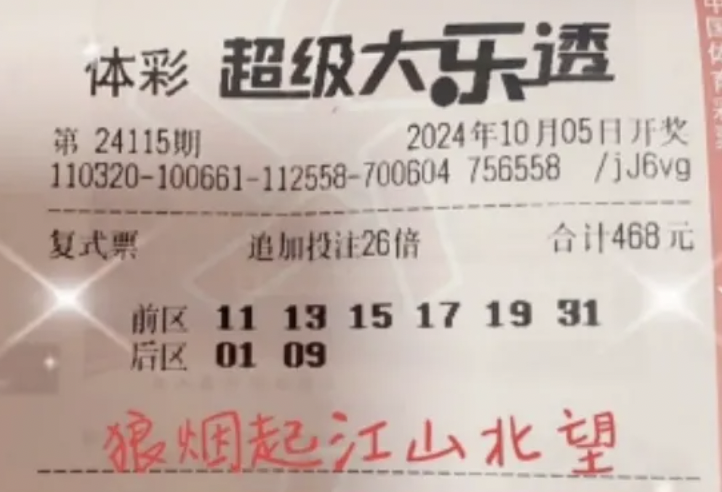 体彩 超级大乐透
第 24115期 2024年10月05日开奖
110320-100661-112558-700604 756558 /jJ6vg
复式票 追加投注26倍 合计468元
前区 11 13 15 17 19 31
后区 01 09
狼烟起江山北望